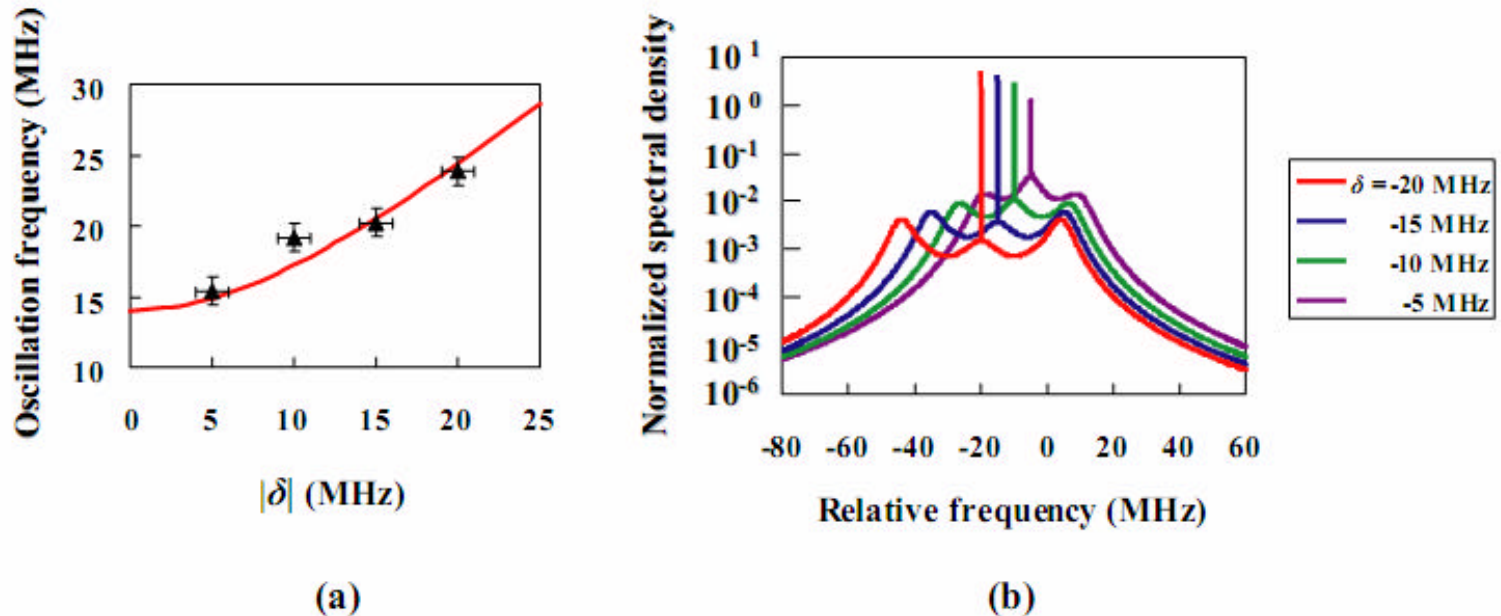 Oscillation frequency (MHz)
30
25
20
15
10
0 5 10 15 20 25
|δ| (MHz)
(a)
Normalized spectral density
10^1
10^0
10^-1
10^-2
10^-3
10^-4
10^-5
10^-6
-80 -60 -40 -20 0 20 40 60
Relative frequency (MHz)
(b)
δ = -20 MHz
-15 MHz
-10 MHz
-5 MHz